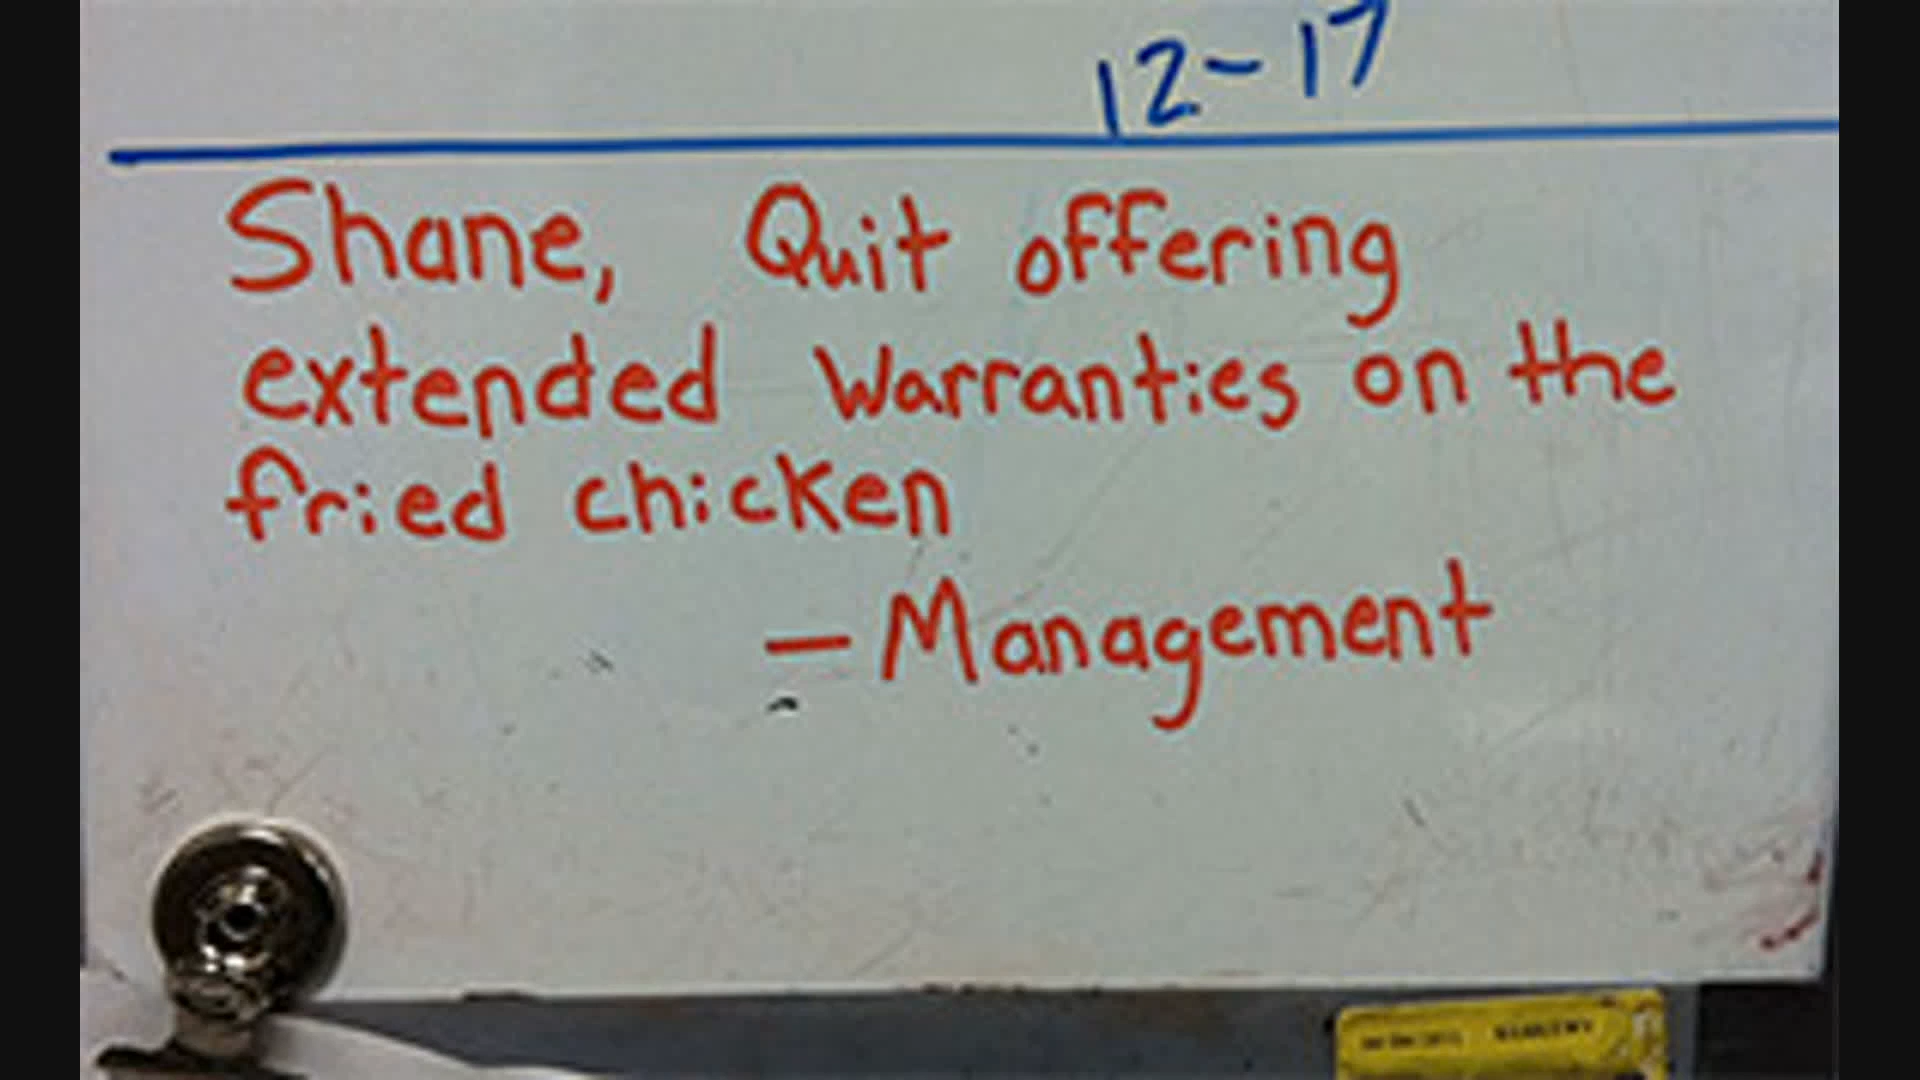 12-17
Shane, Quit offering
extended Warranties on the
fried chicken
- Management